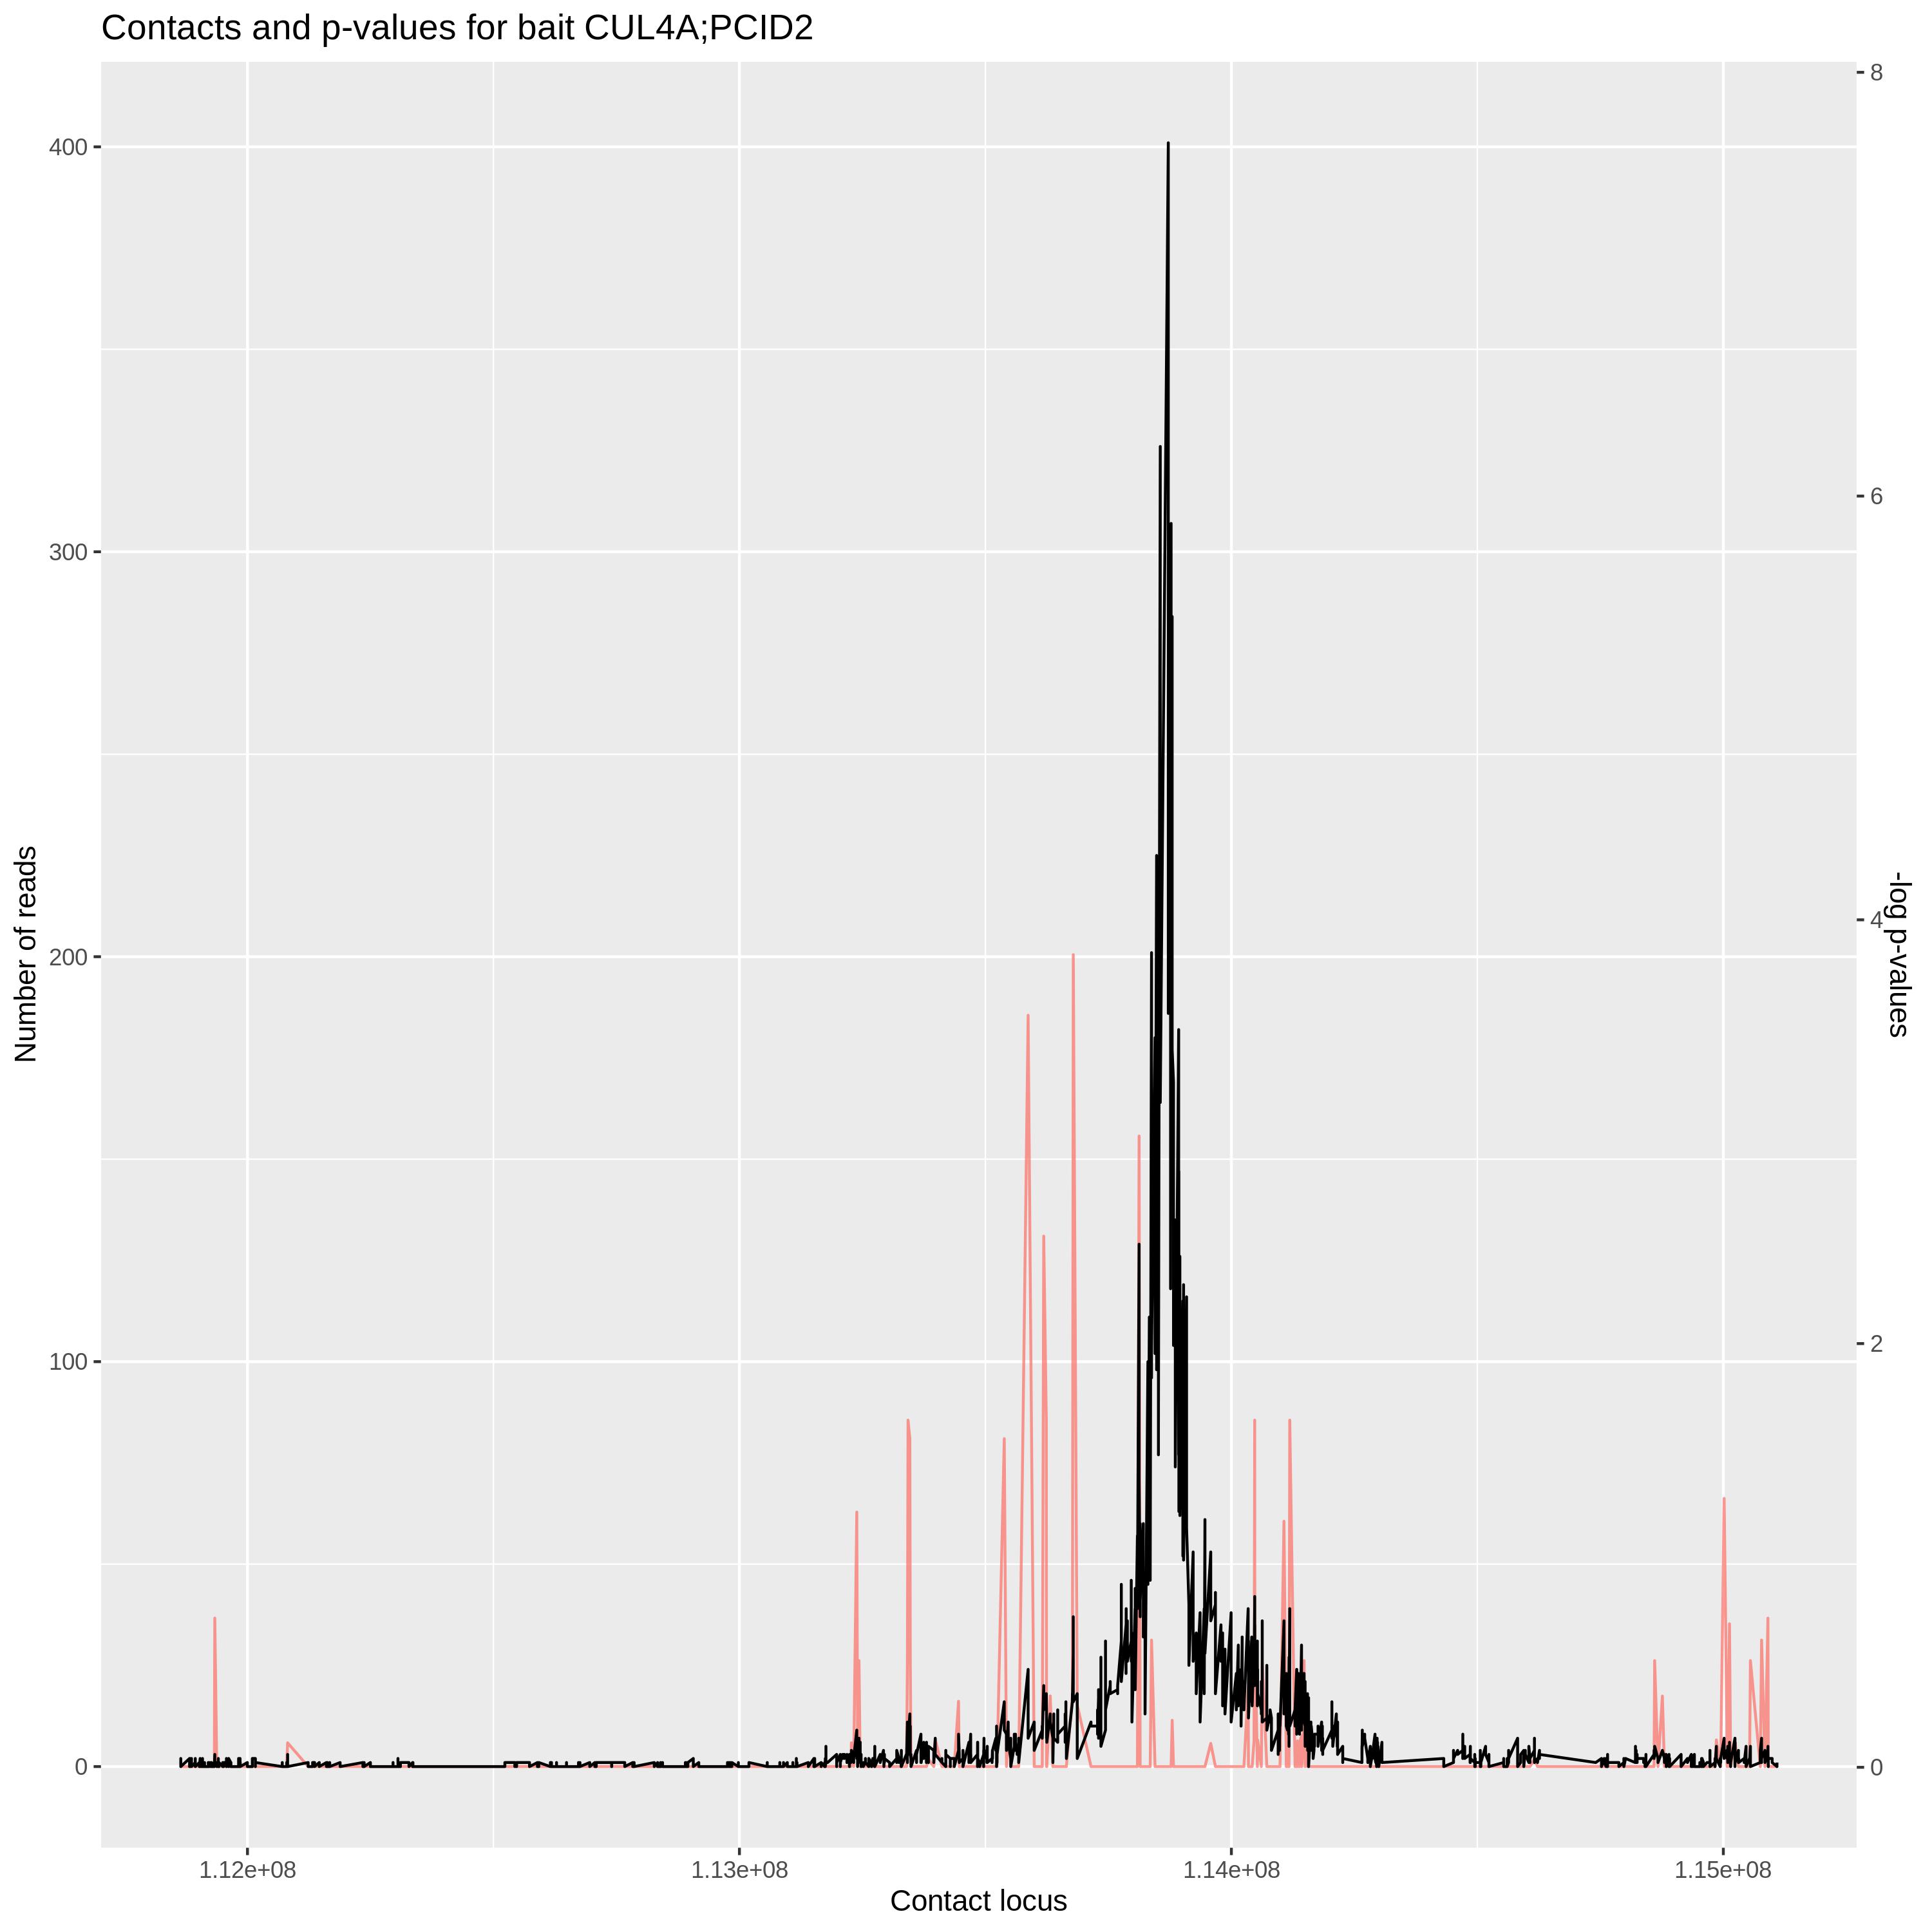 Contacts and p-values for bait CUL4A;PCID2
8
400
6
300
Number of reads
-log p-values
4
200
2
100
0
0
1.12e+08
1.13e+08
1.14e+08
1.15e+08
Contact locus